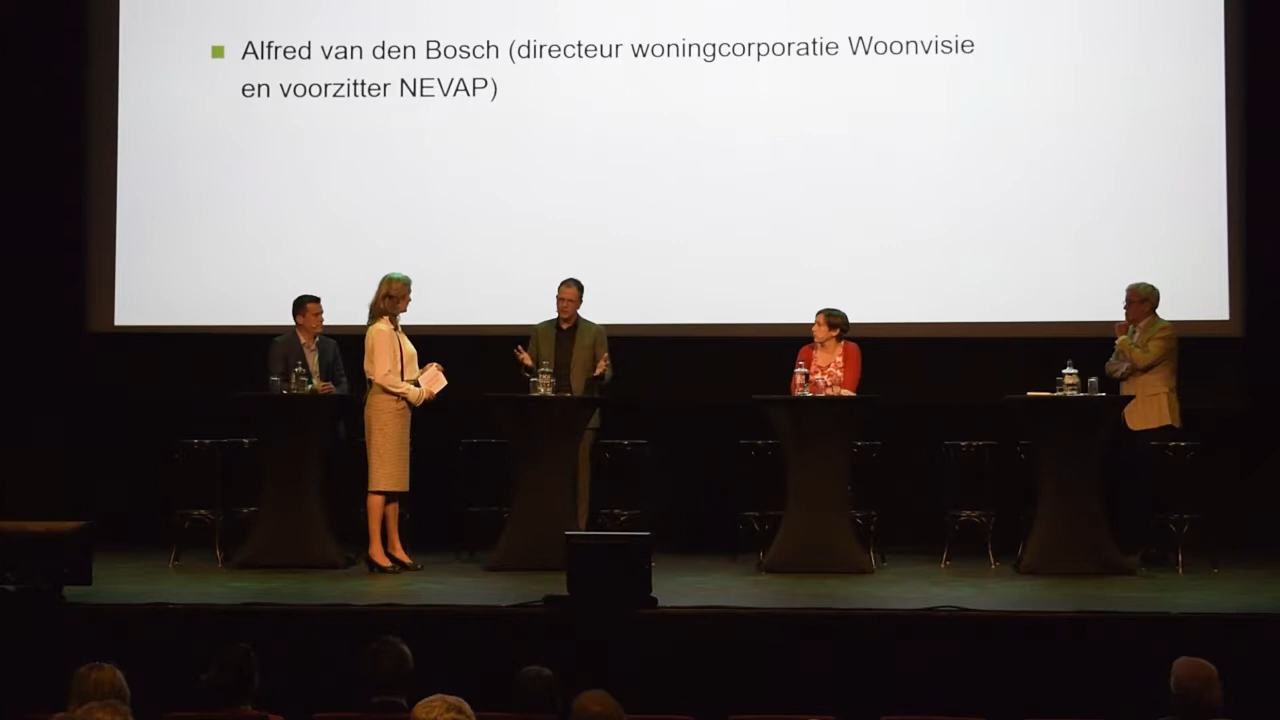 Alfred van den Bosch (directeur woningcorporatie Woonvisie
en voorzitter NEVAP)